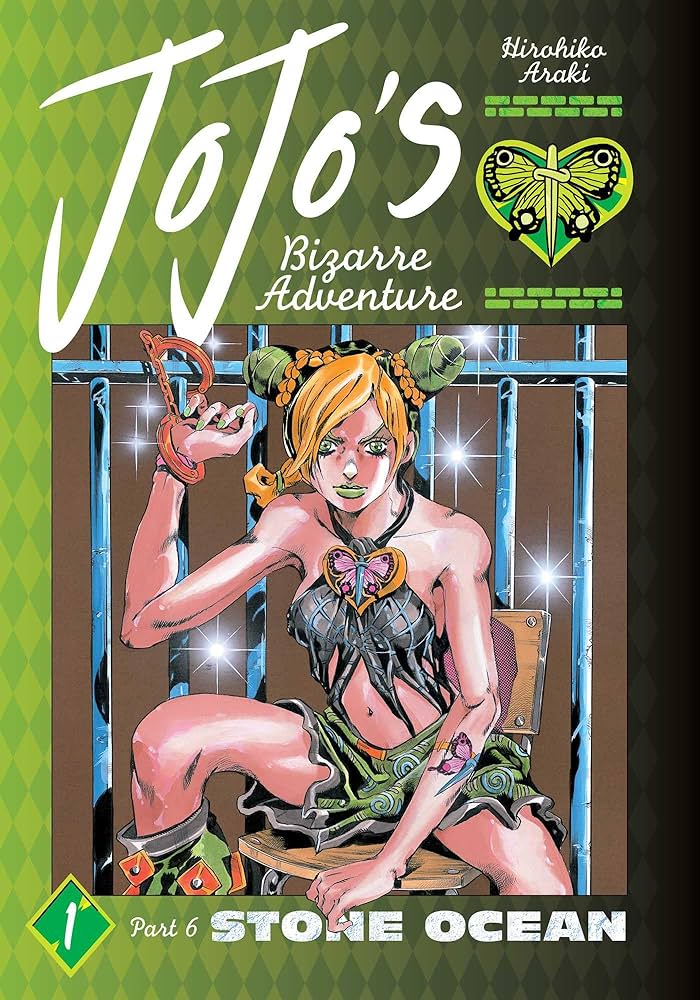 JoJo's
Bizarre
Adventure
Hirohiko
Araki
1
Part 6 STONE OCEAN